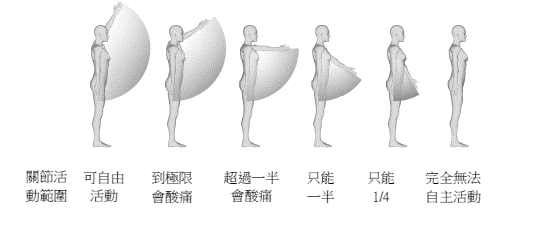 關節活動範圍
可自由活動
到極限會酸痛
超過一半會酸痛
只能一半
只能1/4
完全無法自主活動